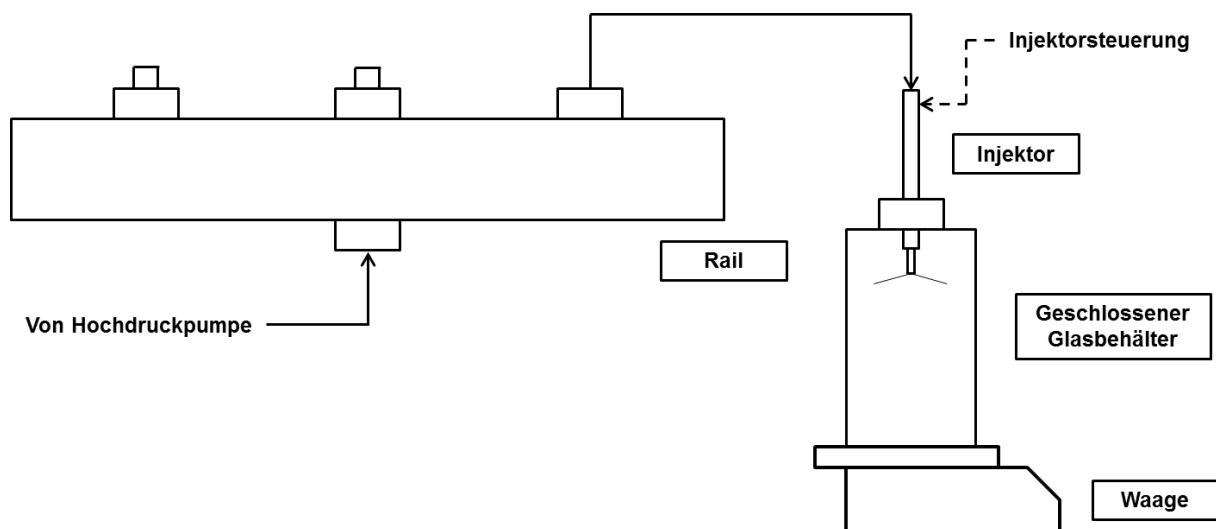 Injektorsteuerung
Injektor
Rail
Von Hochdruckpumpe
Geschlossener
Glasbehälter
Waage